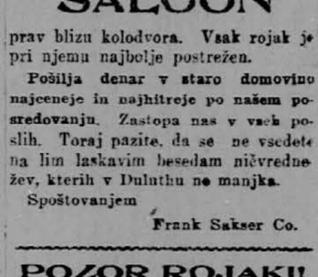 SALOON
prav blizu kolodvora. Vsak rojak je
pri njemu najbolje postrežen.
Pošilja denar v staro domovino
najceneje in najhitreje po našem po-
sredovanju. Zastopa nas v vseh po-
slih. Toraj pazite, da se ne vsedete
na lim laskavim besedam ničvredne-
žev, kterih v Duluthu ne manjka.
Spoštovanjem
Frank Sakser Co.
POZOR ROJAKI!